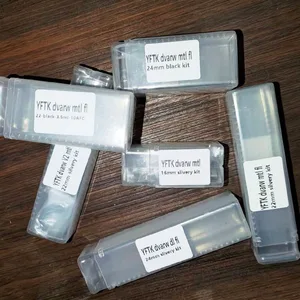 YFTK dvarw mtl fl
24mm black kit
YFTK dvarw mtl fl
22 black
YFTK dvarw V2 mtl fl
22mm silvery kit
YFTK dvarw mtl
16mm silvery kit
YFTK dvarw mtl fl
22mm silvery kit
YFTK dvarw dl fl
24mm silvery kit